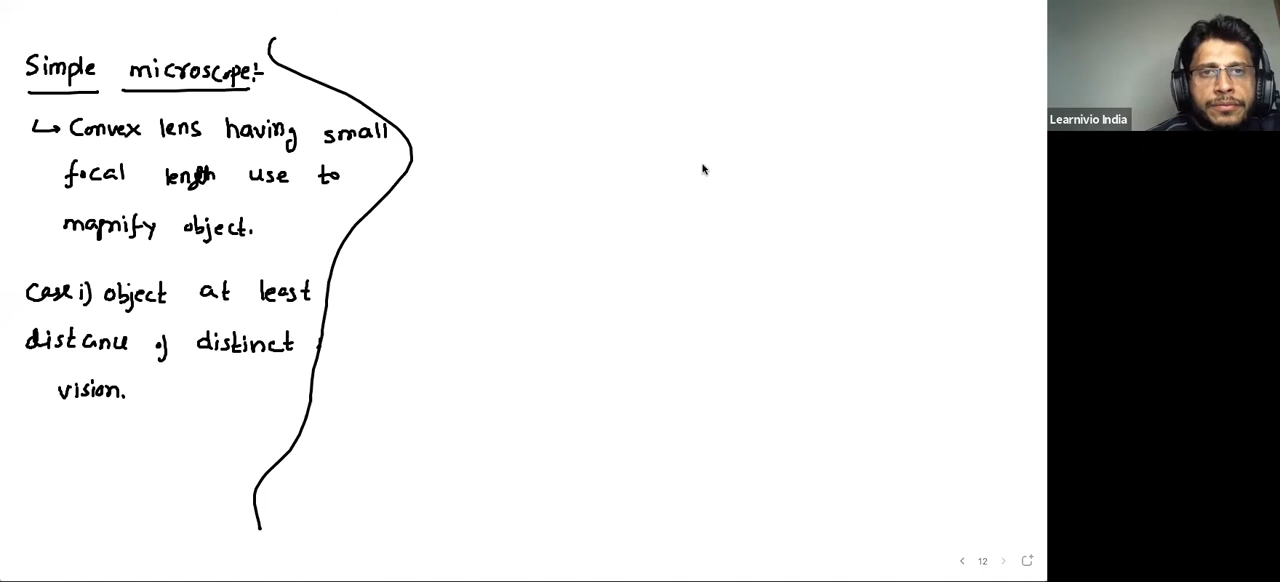 Simple microscope:-
↳ Convex lens having small
focal length use to
magnify object.
Case i) object at least
distance of distinct
vision.
Learnivio India
12